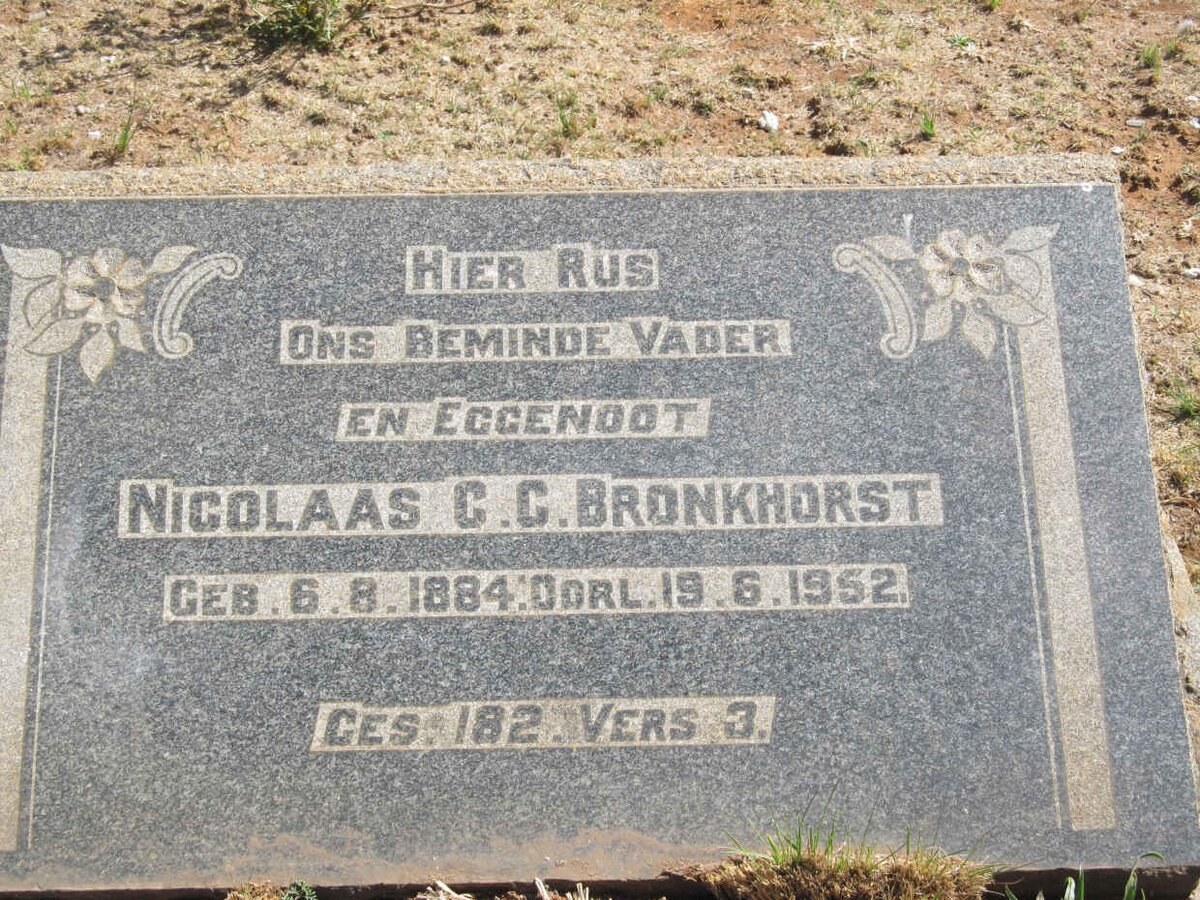 HIER RUS
ONS BEMINDE VADER
EN EGGENOOT
NICOLAAS C.C. BRONKHORST
GEB. 6.8.1884. OORL. 19.6.1952.
GES. 182. VERS 3.